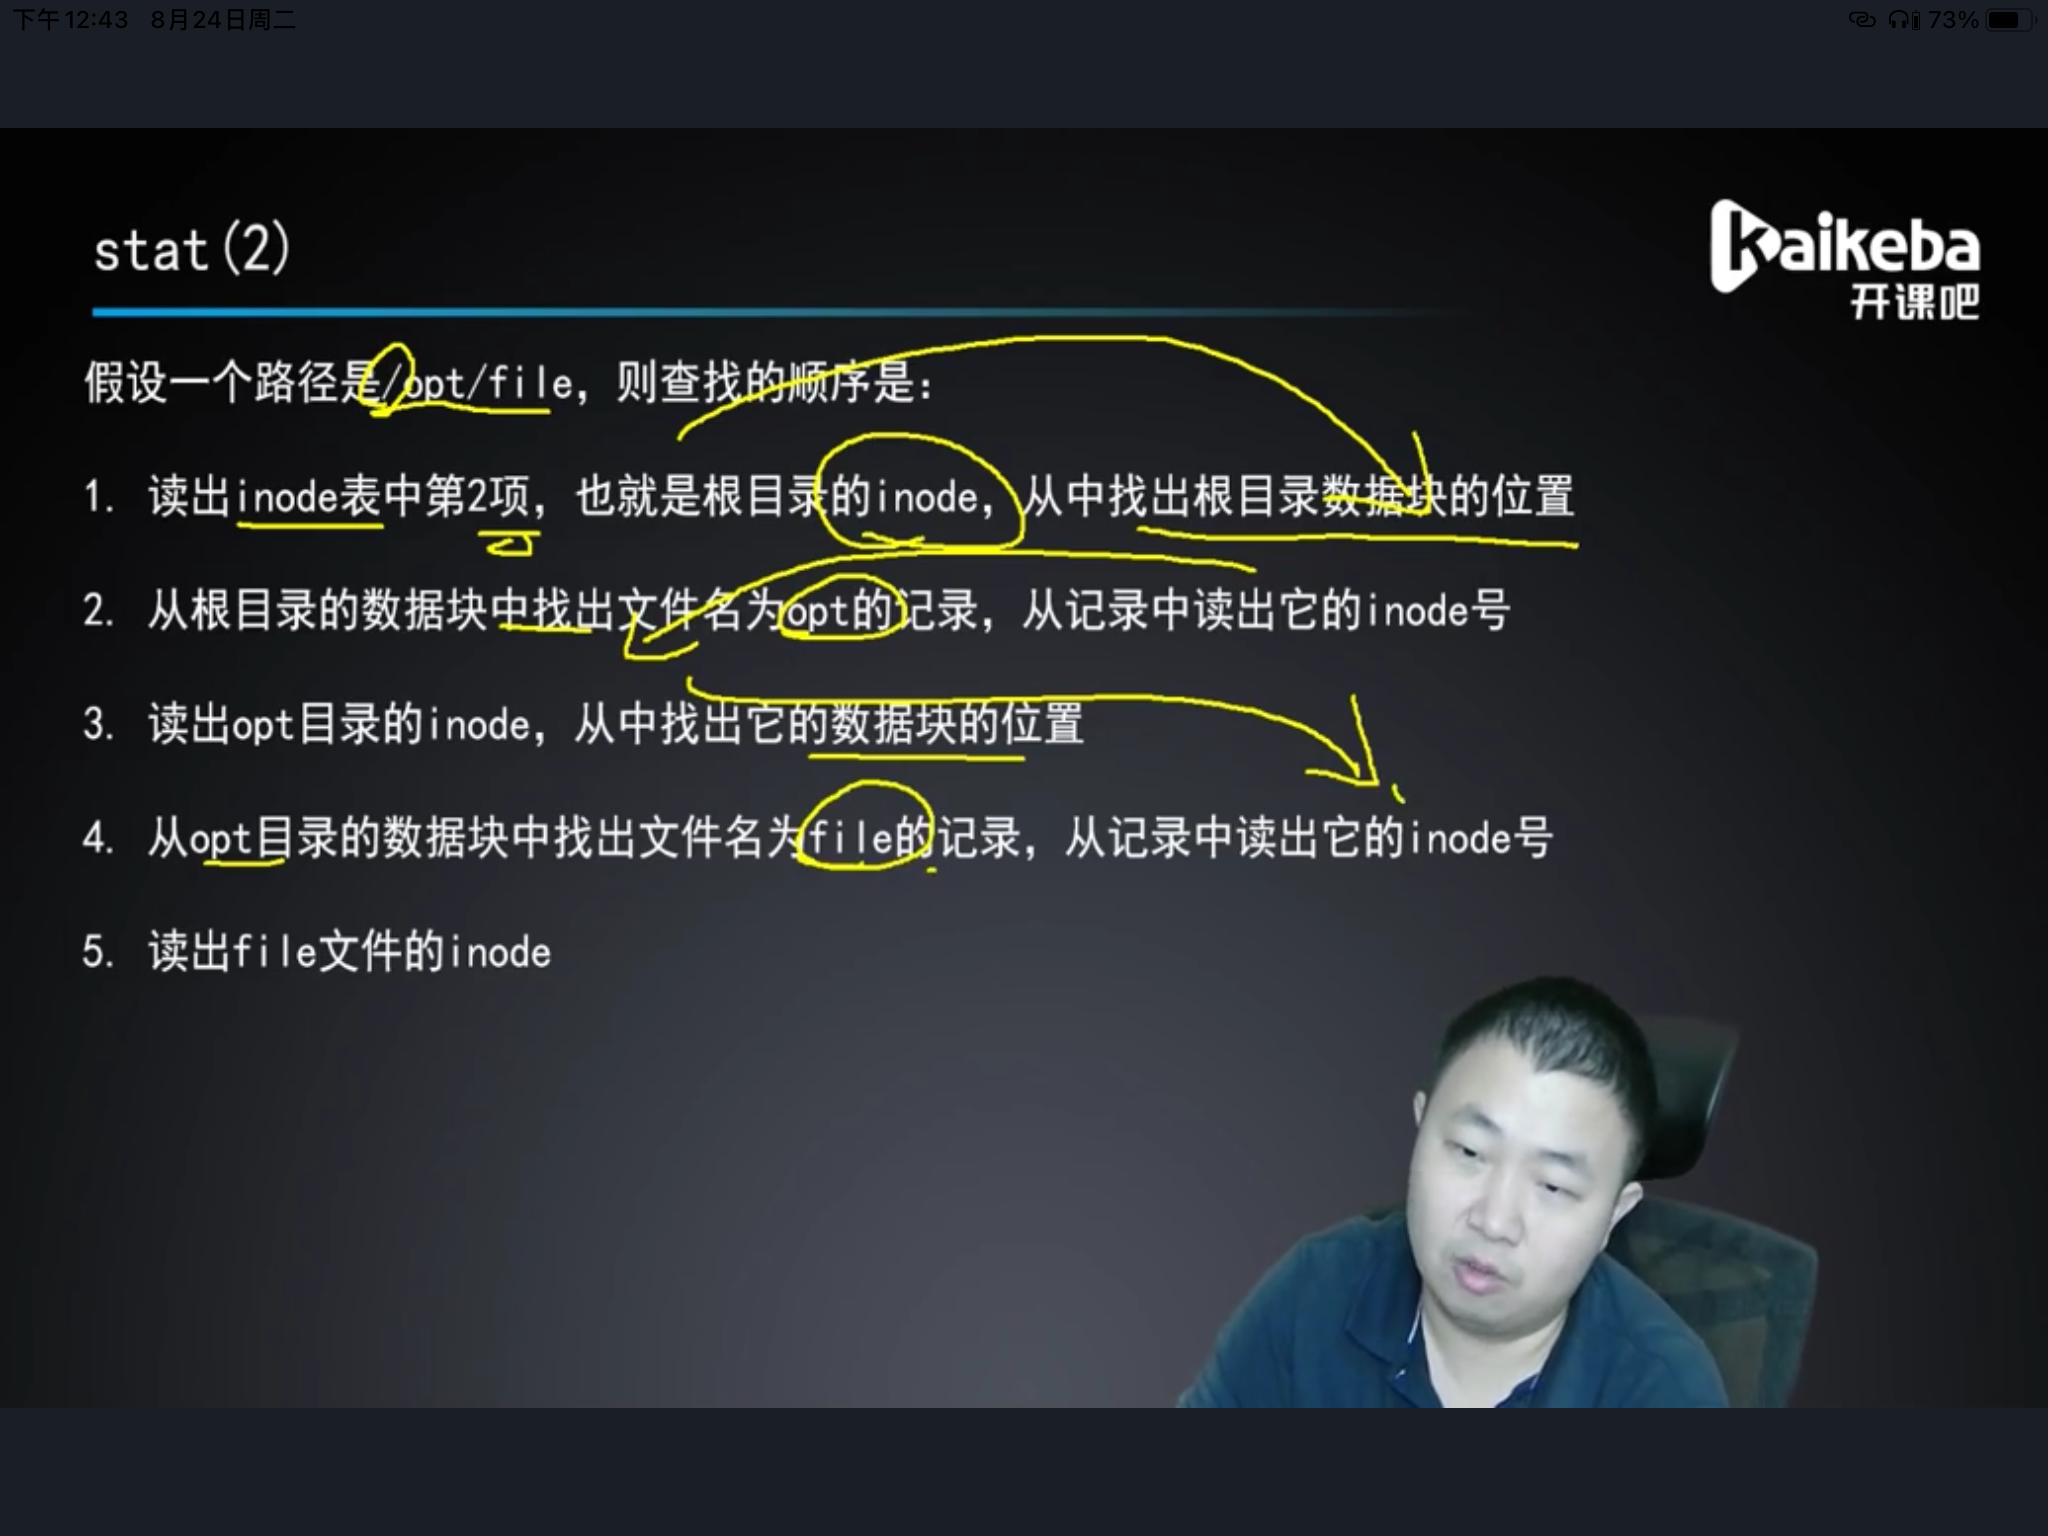 下午12:43 8月24日周二 73%
stat(2)
kaikeba
开课吧
假设一个路径是/opt/file，则查找的顺序是：
1. 读出inode表中第2项，也就是根目录的inode，从中找出根目录数据块的位置
2. 从根目录的数据块中找出文件名为opt的记录，从记录中读出它的inode号
3. 读出opt目录的inode，从中找出它的数据块的位置
4. 从opt目录的数据块中找出文件名为file的记录，从记录中读出它的inode号
5. 读出file文件的inode